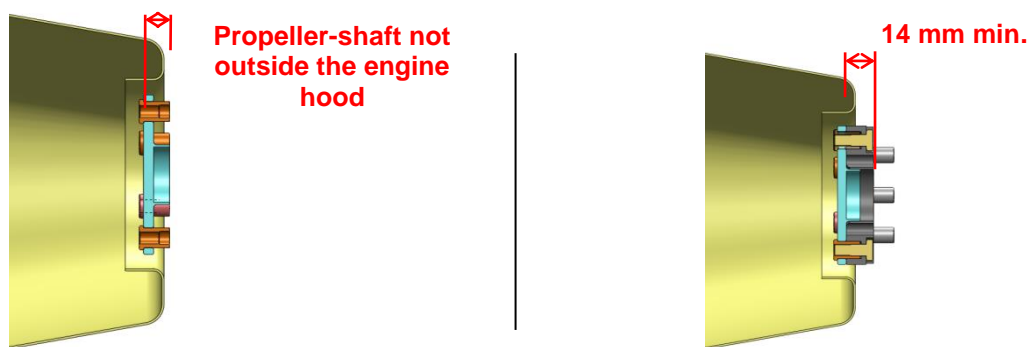 Propeller-shaft not
outside the engine
hood
14 mm min.